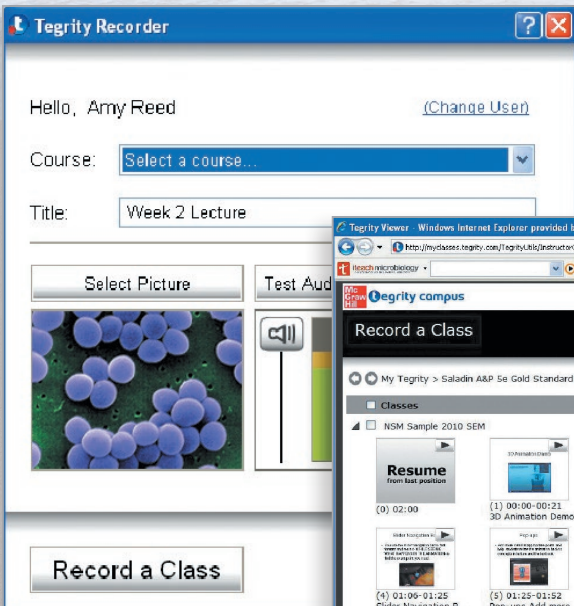 Tegrity Recorder
Hello, Amy Reed
(Change User)
Course:
Select a course...
Title:
Week 2 Lecture
Select Picture
Test Aud
Tegrity Viewer - Windows Internet Explorer provided b
http://myclasses.tegrity.com/TegrityUtils/Instructor
iteach microbiology
Mc Graw Hill
tegrity campus
Record a Class
My Tegrity > Saladin A&P 5e Gold Standard
Classes
NSM Sample 2010 SEM
Resume
from last position
(0) 02:00
(1) 00:00-00:21
3D Animation Demo
Pop-ups
(4) 01:06-01:25
(5) 01:25-01:52
Record a Class